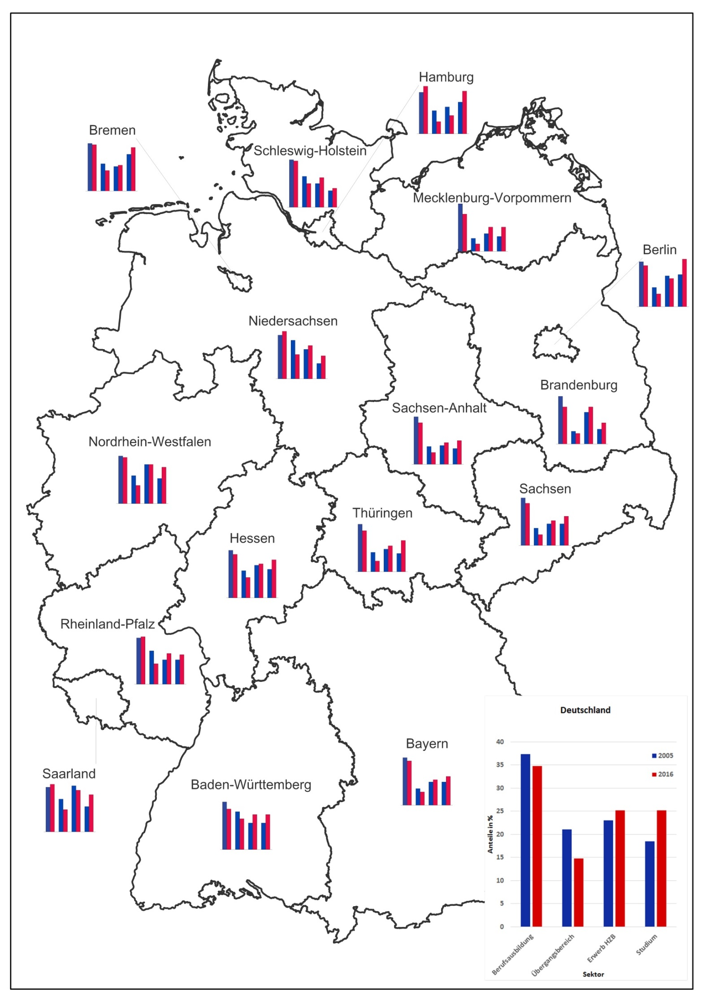 Hamburg
Bremen
Schleswig-Holstein
Mecklenburg-Vorpommern
Berlin
Niedersachsen
Brandenburg
Sachsen-Anhalt
Nordrhein-Westfalen
Sachsen
Thüringen
Hessen
Rheinland-Pfalz
Saarland
Baden-Württemberg
Bayern
Deutschland
40
35
30
25
20
15
10
5
0
2005
2016
Anteile in %
Berufsausbildung
Übergangsbereich
Erwerb HZB
Studium
Sektor